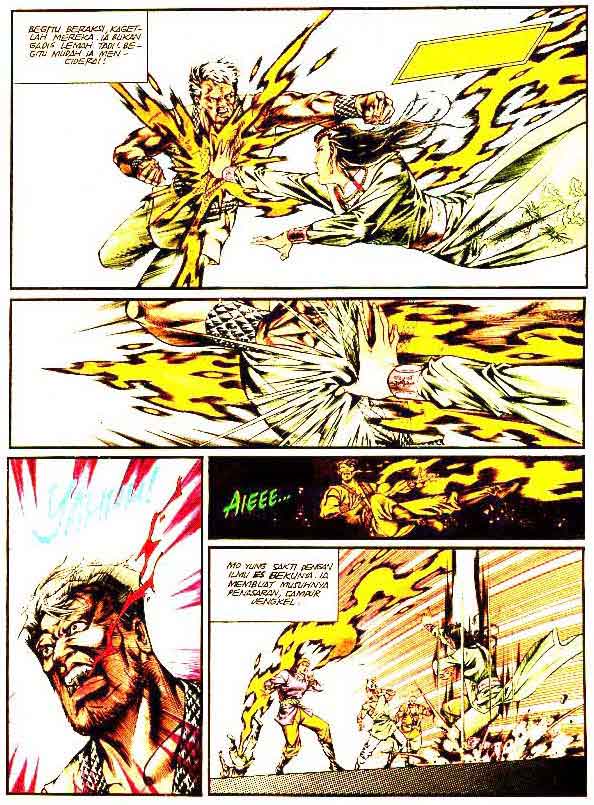 BEGITU BERAKSI, KAGET-
LAH MEREKA. IA BUKAN
GADIS LEMAH TADI! BE-
GITU MUDAH IA MEN-
CIDERAI!
AIEEE...
MO YUNG SAKTI DENGAN
ILMU ES BEKUNYA. IA
MEMBUAT MUSUHNYA
PENASARAN, CAMPUR
JENGKEL.